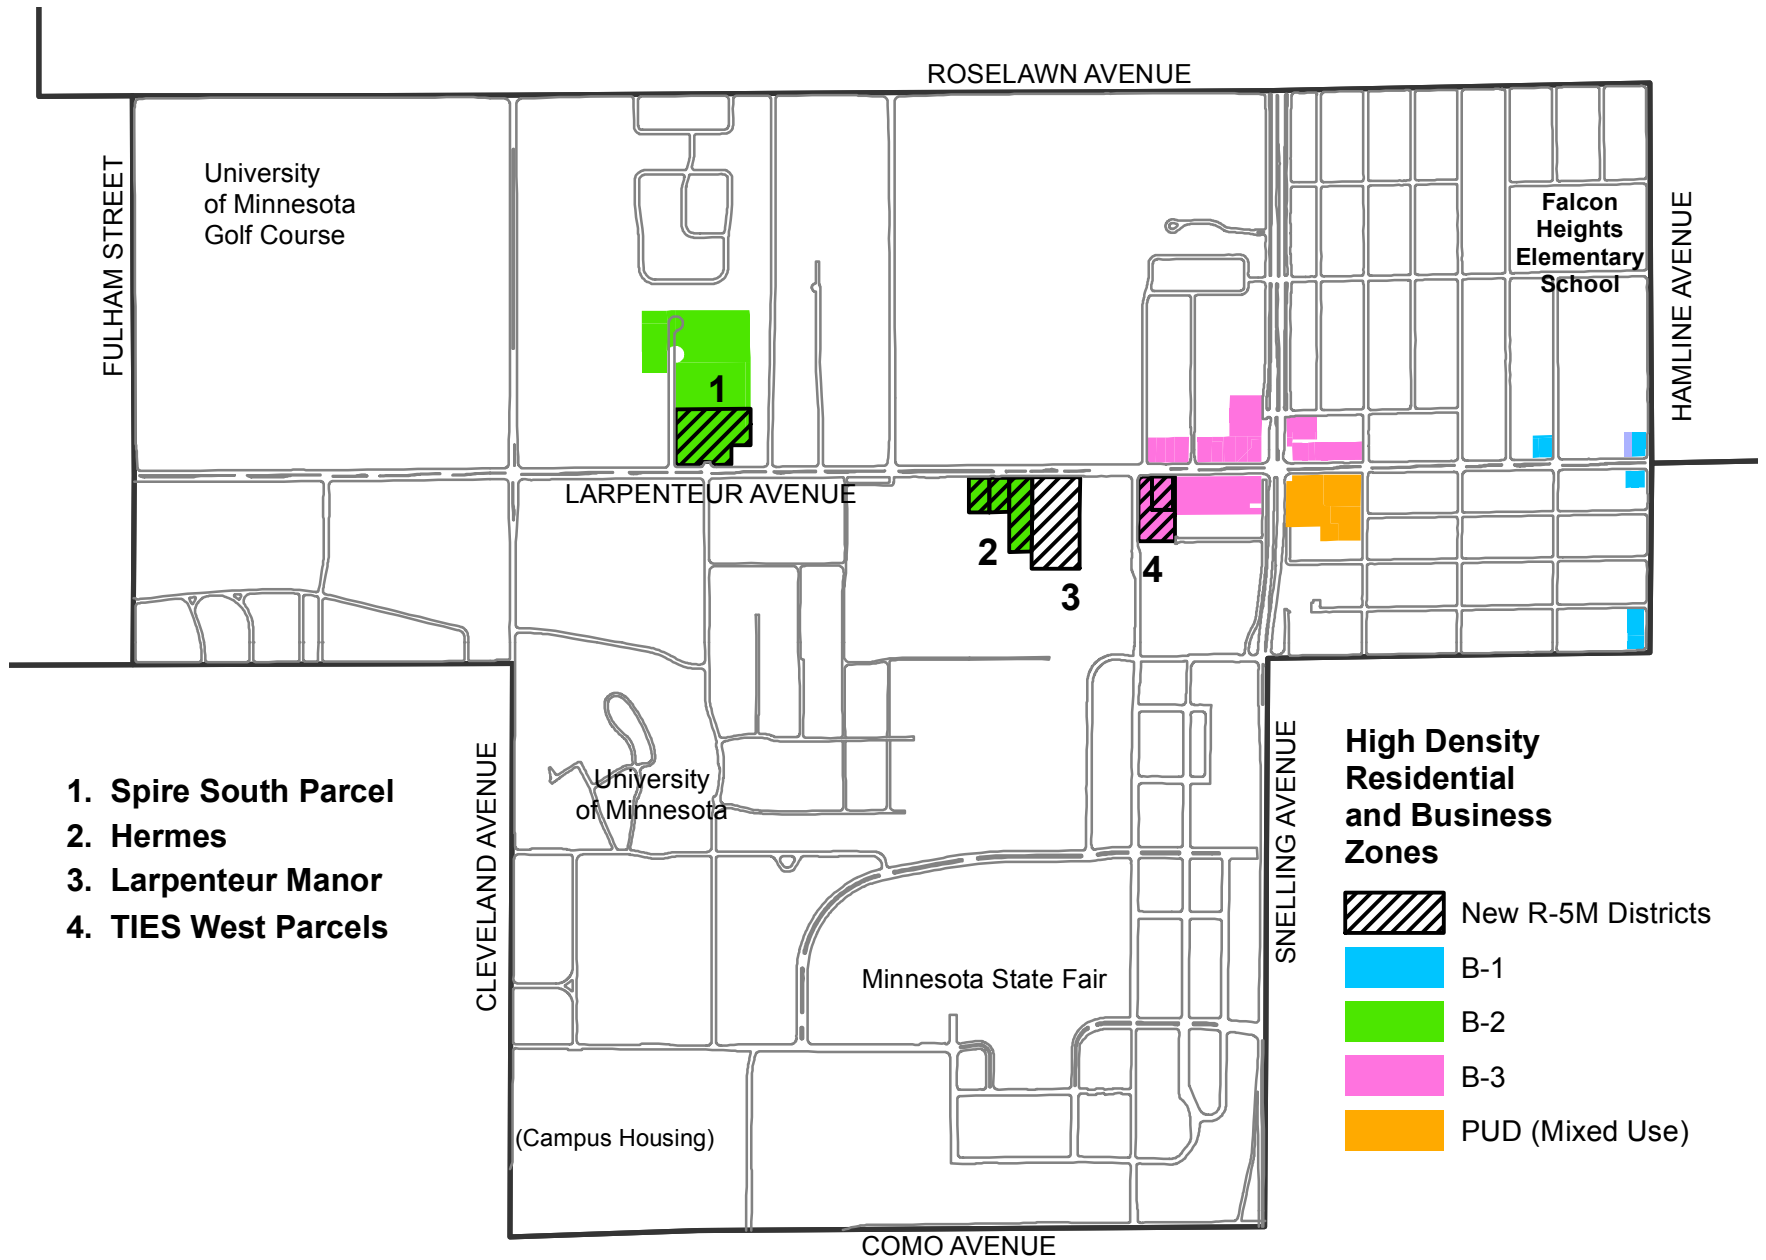 ROSELAWN AVENUE
FULHAM STREET
University
of Minnesota
Golf Course
Falcon
Heights
Elementary
School
HAMLINE AVENUE
1
LARPENTEUR AVENUE
2
3
4
1. Spire South Parcel
2. Hermes
3. Larpenteur Manor
4. TIES West Parcels
CLEVELAND AVENUE
University
of Minnesota
SNELLING AVENUE
Minnesota State Fair
(Campus Housing)
COMO AVENUE
High Density
Residential
and Business
Zones
New R-5M Districts
B-1
B-2
B-3
PUD (Mixed Use)